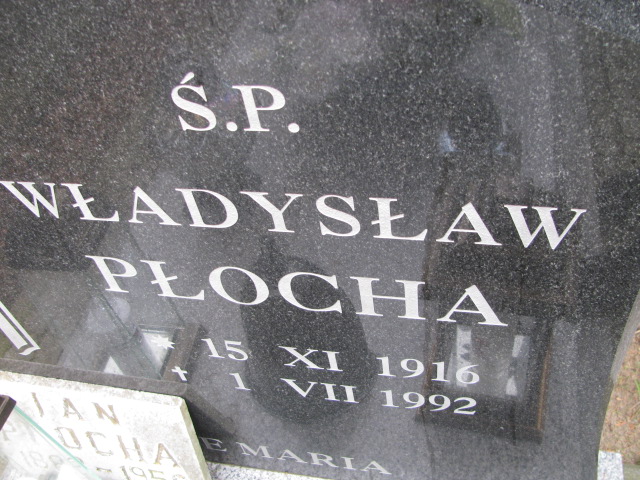 Ś.P.
WŁADYSŁAW
PŁOCHA
* 15 XI 1916
† 1 VII 1992
MARIA
JAN
PŁOCHA